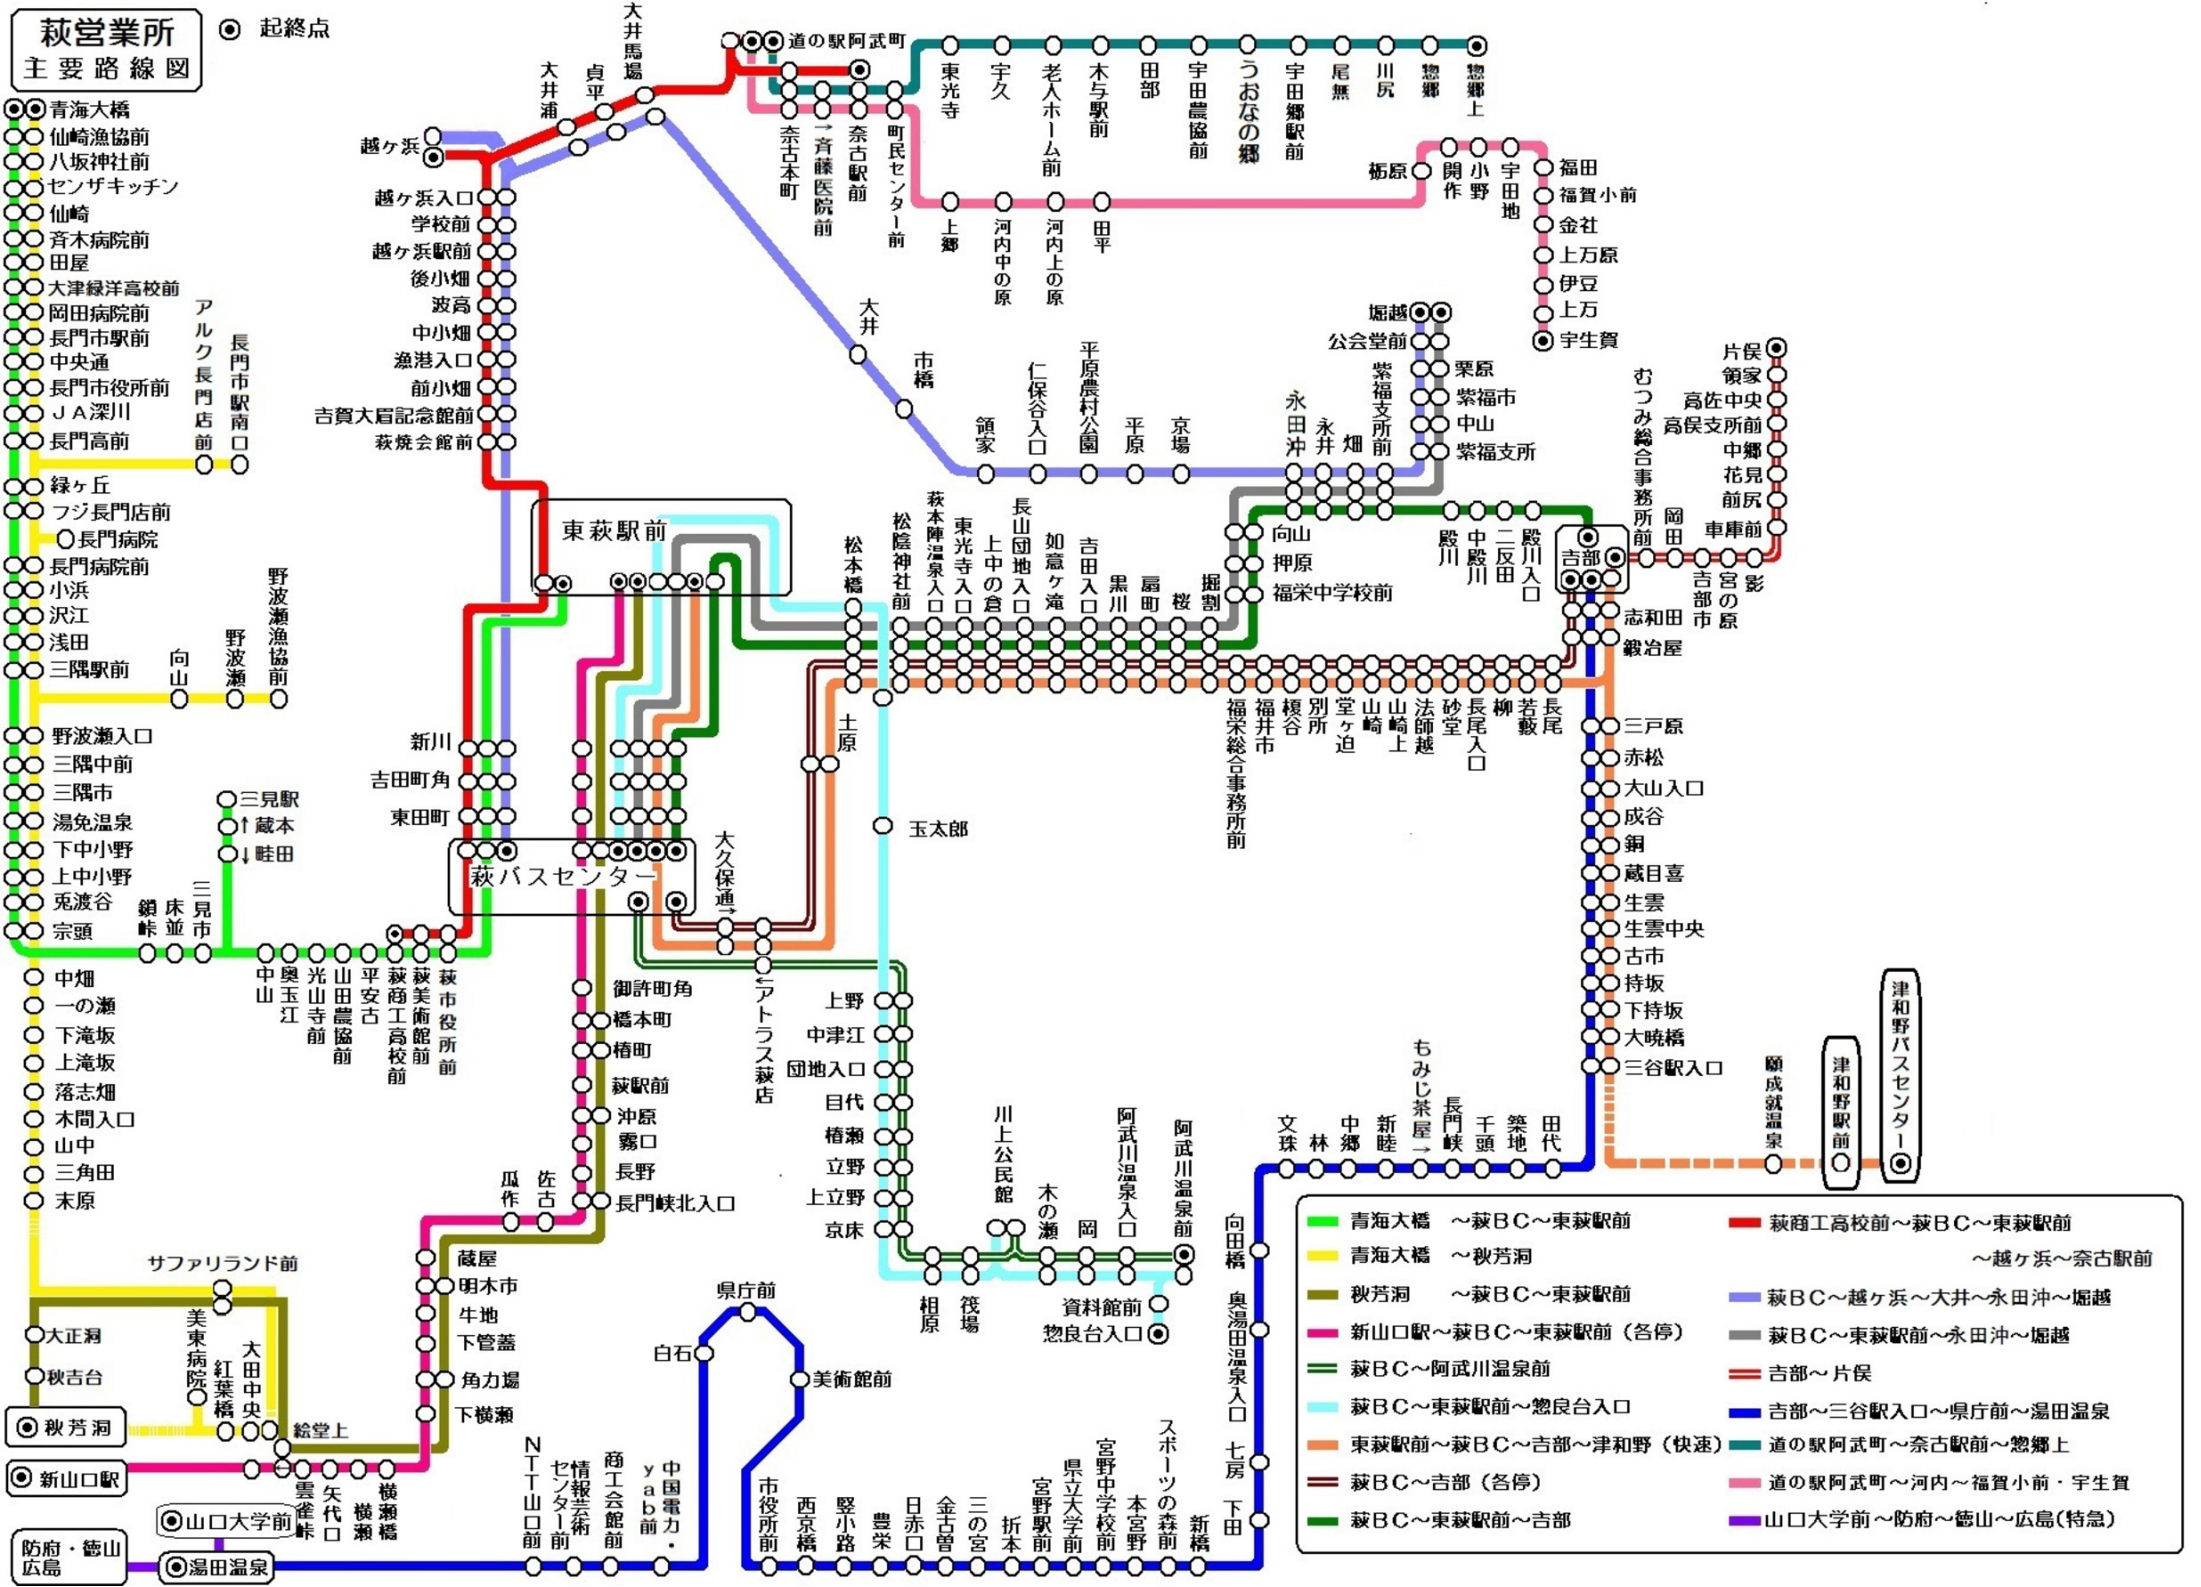 萩営業所
主要路線図
起終点
青海大橋
仙崎漁協前
八坂神社前
センザキッチン
仙崎
斉木病院前
田屋
大津緑洋高校前
岡田病院前
長門市駅前
中央通
長門市役所前
ＪＡ深川
長門高前
アルク長門店前
長門市駅南口
緑ヶ丘
フジ長門店前
長門病院
長門病院前
小浜
沢江
浅田
三隅駅前
向山
野波瀬
野波瀬漁協前
野波瀬入口
三隅中前
三隅市
湯免温泉
下中小野
上中小野
兎渡谷
宗頭
鎖峠
床並
三見市
三見駅
↑蔵本
↓畦田
中山
奥玉江
光山寺前
山田農協前
平安古
萩商工高校前
萩美術館前
萩市役所前
中畑
一の瀬
下滝坂
上滝坂
落志畑
木間入口
山中
三角田
末原
サファリランド前
大正洞
秋吉台
秋芳洞
美東病院
紅葉橋
大田中央
絵堂上
新山口駅
雲雀峠
矢代口
横瀬
横瀬橋
山口大学前
防府・徳山
広島
湯田温泉
越ヶ浜
大井浦
貞平
大井馬場
道の駅阿武町
越ヶ浜入口
学校前
越ヶ浜駅前
後小畑
波高
中小畑
漁港入口
前小畑
吉賀大眉記念館前
萩焼会館前
東萩駅前
新川
吉田町角
東田町
萩バスセンター
大久保通→
←アトラス萩店
土原
奈古本町
→斉藤医院前
奈古駅前
町民センター前
東光寺
宇久
老人ホーム前
木与駅前
田部
宇田農協前
うおなの郷
宇田郷駅前
尾無
川尻
惣郷
惣郷上
上郷
河内中の原
河内上の原
田平
栃原
開作
小野
宇田地
福田
福賀小前
金社
上万原
伊豆
上万
宇生賀
大井
市橋
領家
仁保谷入口
平原農村公園
平原
京場
永田沖
永井
畑
紫福支所前
堀越
公会堂前
栗原
紫福市
中山
紫福支所
向山
押原
福栄中学校前
殿川
中殿川
二反田
殿川入口
吉部
むつみ総合事務所前
岡田
吉部市
宮の原
影
車庫前
前尻
花見
中郷
高俣支所前
高佐中央
領家
片俣
松本橋
松陰神社前
萩本陣温泉入口
東光寺入口
上中の倉
長山団地入口
如意ヶ滝
吉田入口
黒川
扇町
桜
掘割
福栄総合事務所前
福井市
榎谷
別所
堂ヶ迫
山崎
山崎上
法師越
砂堂
長尾入口
柳
若藪
長尾
志和田
鍛冶屋
三戸原
赤松
大山入口
成谷
銅
蔵目喜
生雲
生雲中央
古市
持坂
下持坂
大暁橋
三谷駅入口
願成就温泉
津和野駅前
津和野バスセンター
玉太郎
上野
中津江
団地入口
目代
椿瀬
立野
上立野
京床
相原
筏場
川上公民館
木の瀬
岡
阿武川温泉入口
阿武川温泉前
資料館前
惣良台入口
御許町角
橋本町
椿町
萩駅前
沖原
霧口
長野
長門峡北入口
佐古
瓜作
蔵屋
明木市
牛地
下管蓋
角力場
下横瀬
文珠
林
中郷
新睦
もみじ茶屋→
長門峡
千頭
築地
田代
向田橋
奥湯田温泉入口
七房
下田
県庁前
白石
美術館前
ＮＴＴ山口前
情報芸術センター前
商工会館前
中国電力・ｙａｂ前
市役所前
西京橋
竪小路
豊栄
日赤口
金古曽
三の宮
折本
宮野駅前
県立大学前
宮野中学校前
本宮野
スポーツの森前
新橋
青海大橋　～萩ＢＣ～東萩駅前
青海大橋　～秋芳洞
秋芳洞　～萩ＢＣ～東萩駅前
新山口駅～萩ＢＣ～東萩駅前（各停）
萩ＢＣ～阿武川温泉前
萩ＢＣ～東萩駅前～惣良台入口
東萩駅前～萩ＢＣ～吉部～津和野（快速）
萩ＢＣ～吉部（各停）
萩ＢＣ～東萩駅前～吉部
萩商工高校前～萩ＢＣ～東萩駅前
～越ヶ浜～奈古駅前
萩ＢＣ～越ヶ浜～大井～永田沖～堀越
萩ＢＣ～東萩駅前～永田沖～堀越
吉部～片俣
吉部～三谷駅入口～県庁前～湯田温泉
道の駅阿武町～奈古駅前～惣郷上
道の駅阿武町～河内～福賀小前・宇生賀
山口大学前～防府～徳山～広島（特急）